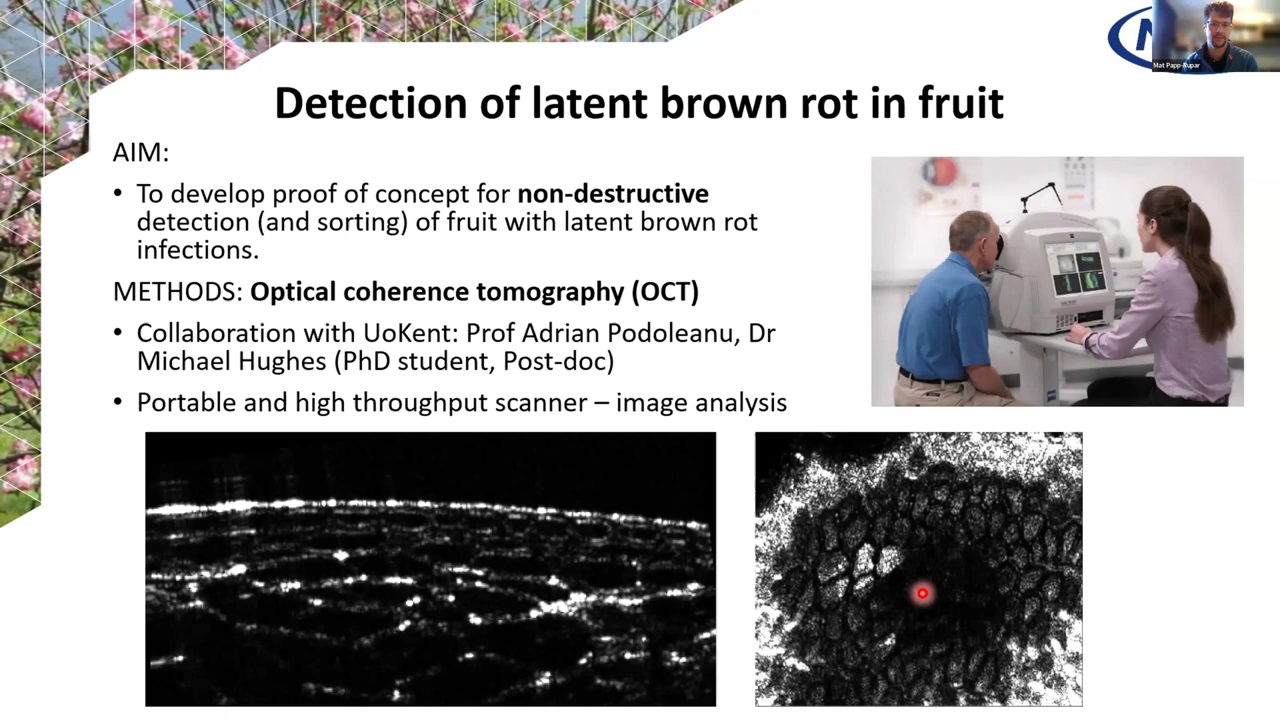 Mat Papp-Rupar
Detection of latent brown rot in fruit
AIM:
• To develop proof of concept for non-destructive
detection (and sorting) of fruit with latent brown rot
infections.
METHODS: Optical coherence tomography (OCT)
• Collaboration with UoKent: Prof Adrian Podoleanu, Dr
Michael Hughes (PhD student, Post-doc)
• Portable and high throughput scanner – image analysis